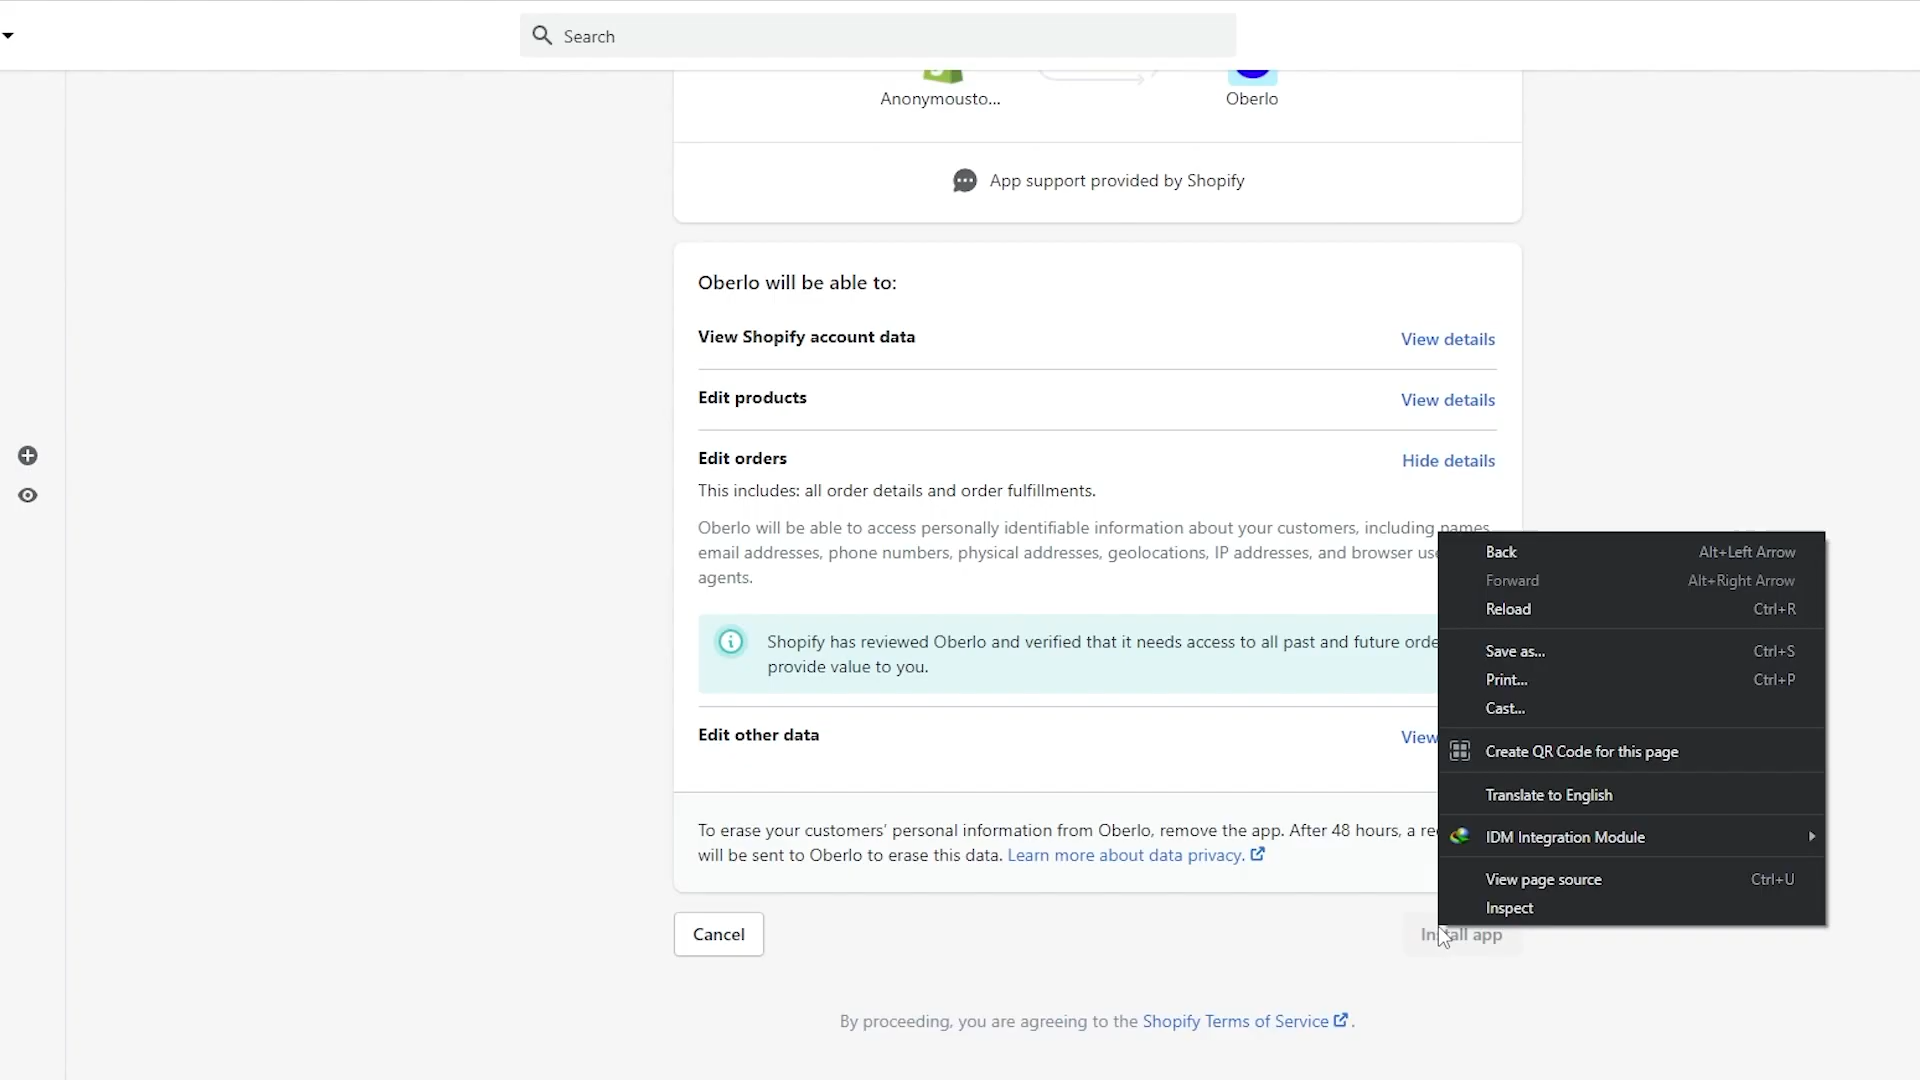 Search
Anonymousto...
Oberlo
App support provided by Shopify
Oberlo will be able to:
View Shopify account data
View details
Edit products
View details
Edit orders
Hide details
This includes: all order details and order fulfillments.
Oberlo will be able to access personally identifiable information about your customers, including names
email addresses, phone numbers, physical addresses, geolocations, IP addresses, and browser
agents.
Shopify has reviewed Oberlo and verified that it needs access to all past and future
provide value to you.
Edit other data
View
To erase your customers' personal information from Oberlo, remove the app. After 48 hours, a
will be sent to Oberlo to erase this data. Learn more about data privacy.
Cancel
Install app
By proceeding, you are agreeing to the Shopify Terms of Service.
Back Alt+Left Arrow
Forward Alt+Right Arrow
Reload Ctrl+R
Save as... Ctrl+S
Print... Ctrl+P
Cast...
Create QR Code for this page
Translate to English
IDM Integration Module
View page source Ctrl+U
Inspect